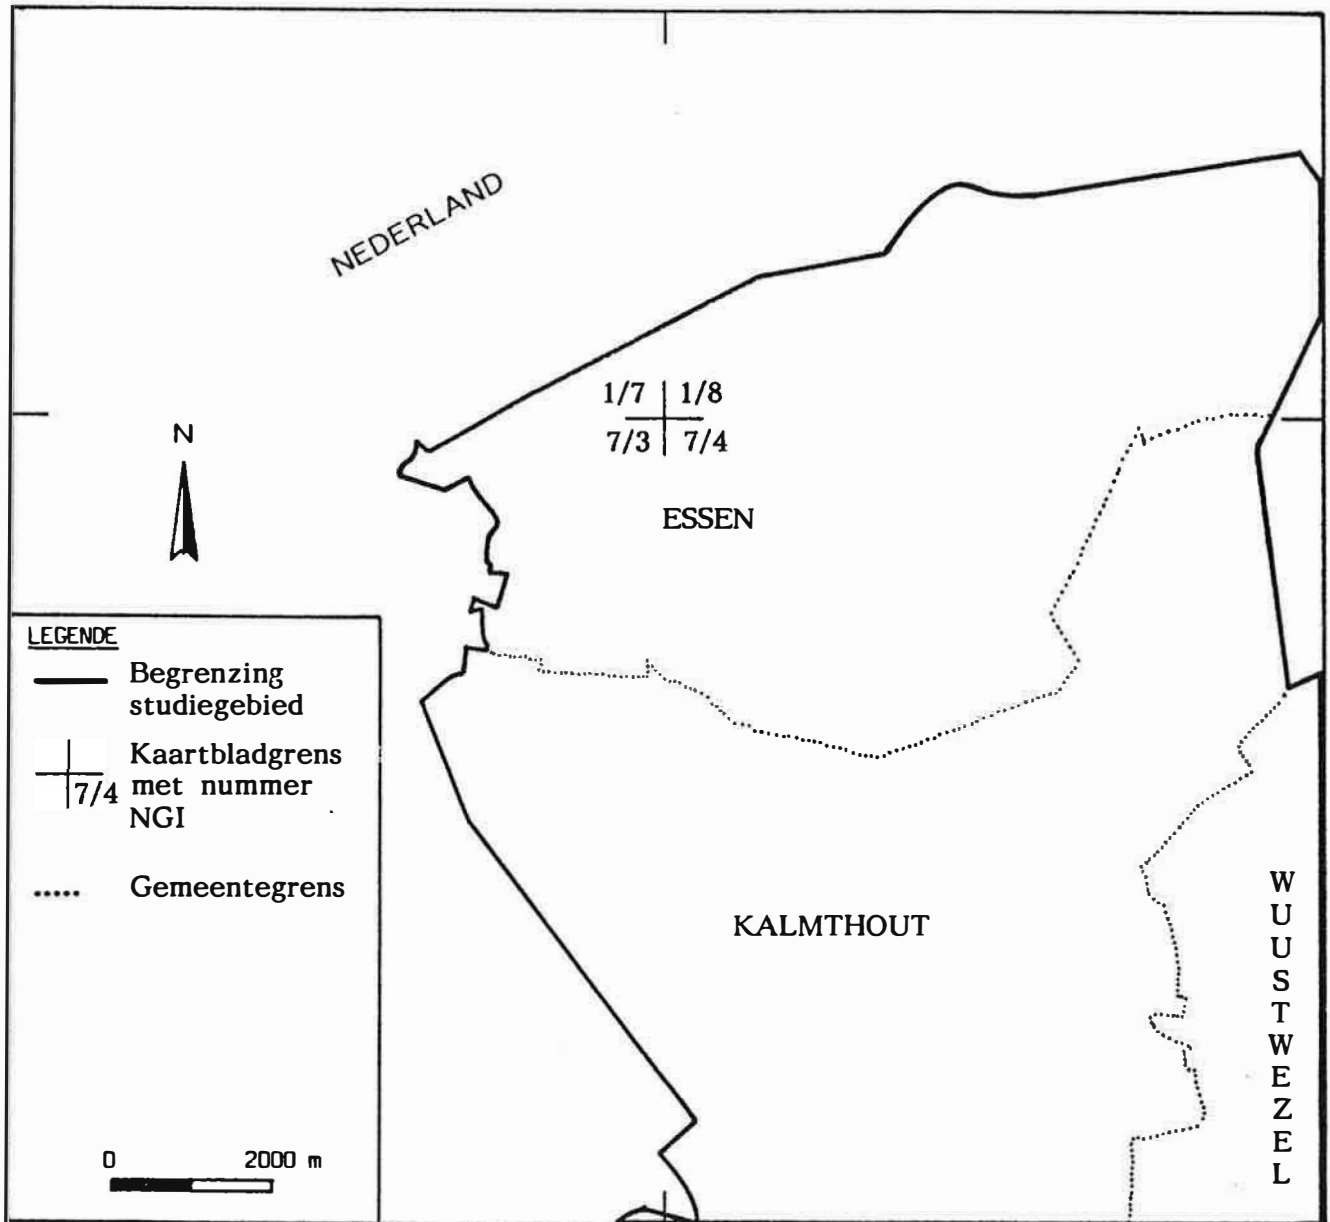 NEDERLAND
1/7 1/8
7/3 7/4
N
ESSEN
LEGENDE
Begrenzing
studiegebied
Kaartbladgrens
7/4 met nummer
NGI
Gemeentegrens
KALMTHOUT
WUUSTWEZEL
0 2000 m